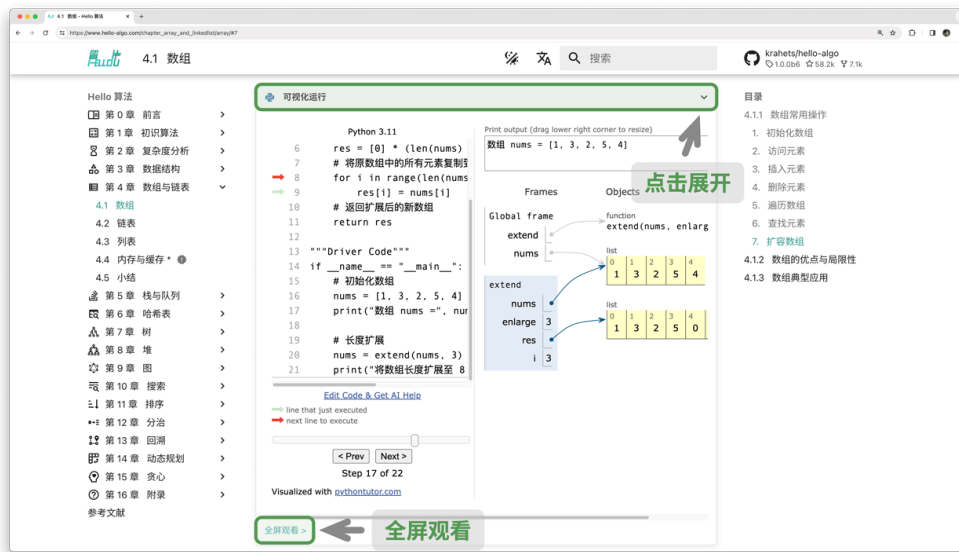 4.1 数组 - Hello 算法
https://www.hello-algo.com/chapter_array_and_linkedlist/array/#7
4.1 数组
搜索
krahets/hello-algo
1.0.0b6 58.2k 7.1k
Hello 算法
第 0 章 前言
第 1 章 初识算法
第 2 章 复杂度分析
第 3 章 数据结构
第 4 章 数组与链表
4.1 数组
4.2 链表
4.3 列表
4.4 内存与缓存 *
4.5 小结
第 5 章 栈与队列
第 6 章 哈希表
第 7 章 树
第 8 章 堆
第 9 章 图
第 10 章 搜索
第 11 章 排序
第 12 章 分治
第 13 章 回溯
第 14 章 动态规划
第 15 章 贪心
第 16 章 附录
参考文献
可视化运行
Python 3.11
6 res = [0] * (len(nums)
7 # 将原数组中的所有元素复制到
8 for i in range(len(nums
9 res[i] = nums[i]
10 # 返回扩展后的新数组
11 return res
12
13 """Driver Code"""
14 if __name__ == "__main__":
15 # 初始化数组
16 nums = [1, 3, 2, 5, 4]
17 print("数组 nums =", nur
18
19 # 长度扩展
20 nums = extend(nums, 3)
21 print("将数组长度扩展至 8
Edit Code & Get AI Help
line that just executed
next line to execute
< Prev Next >
Step 17 of 22
Visualized with pythontutor.com
全屏观看 >
全屏观看
Print output (drag lower right corner to resize)
数组 nums = [1, 3, 2, 5, 4]
点击展开
Frames Objects
Global frame
extend
nums
function
extend(nums, enlarg
list
0 1 2 3 4
1 3 2 5 4
extend
nums
enlarge 3
res
i 3
list
0 1 2 3 4
1 3 2 5 0
目录
4.1.1 数组常用操作
1. 初始化数组
2. 访问元素
3. 插入元素
4. 删除元素
5. 遍历数组
6. 查找元素
7. 扩容数组
4.1.2 数组的优点与局限性
4.1.3 数组典型应用